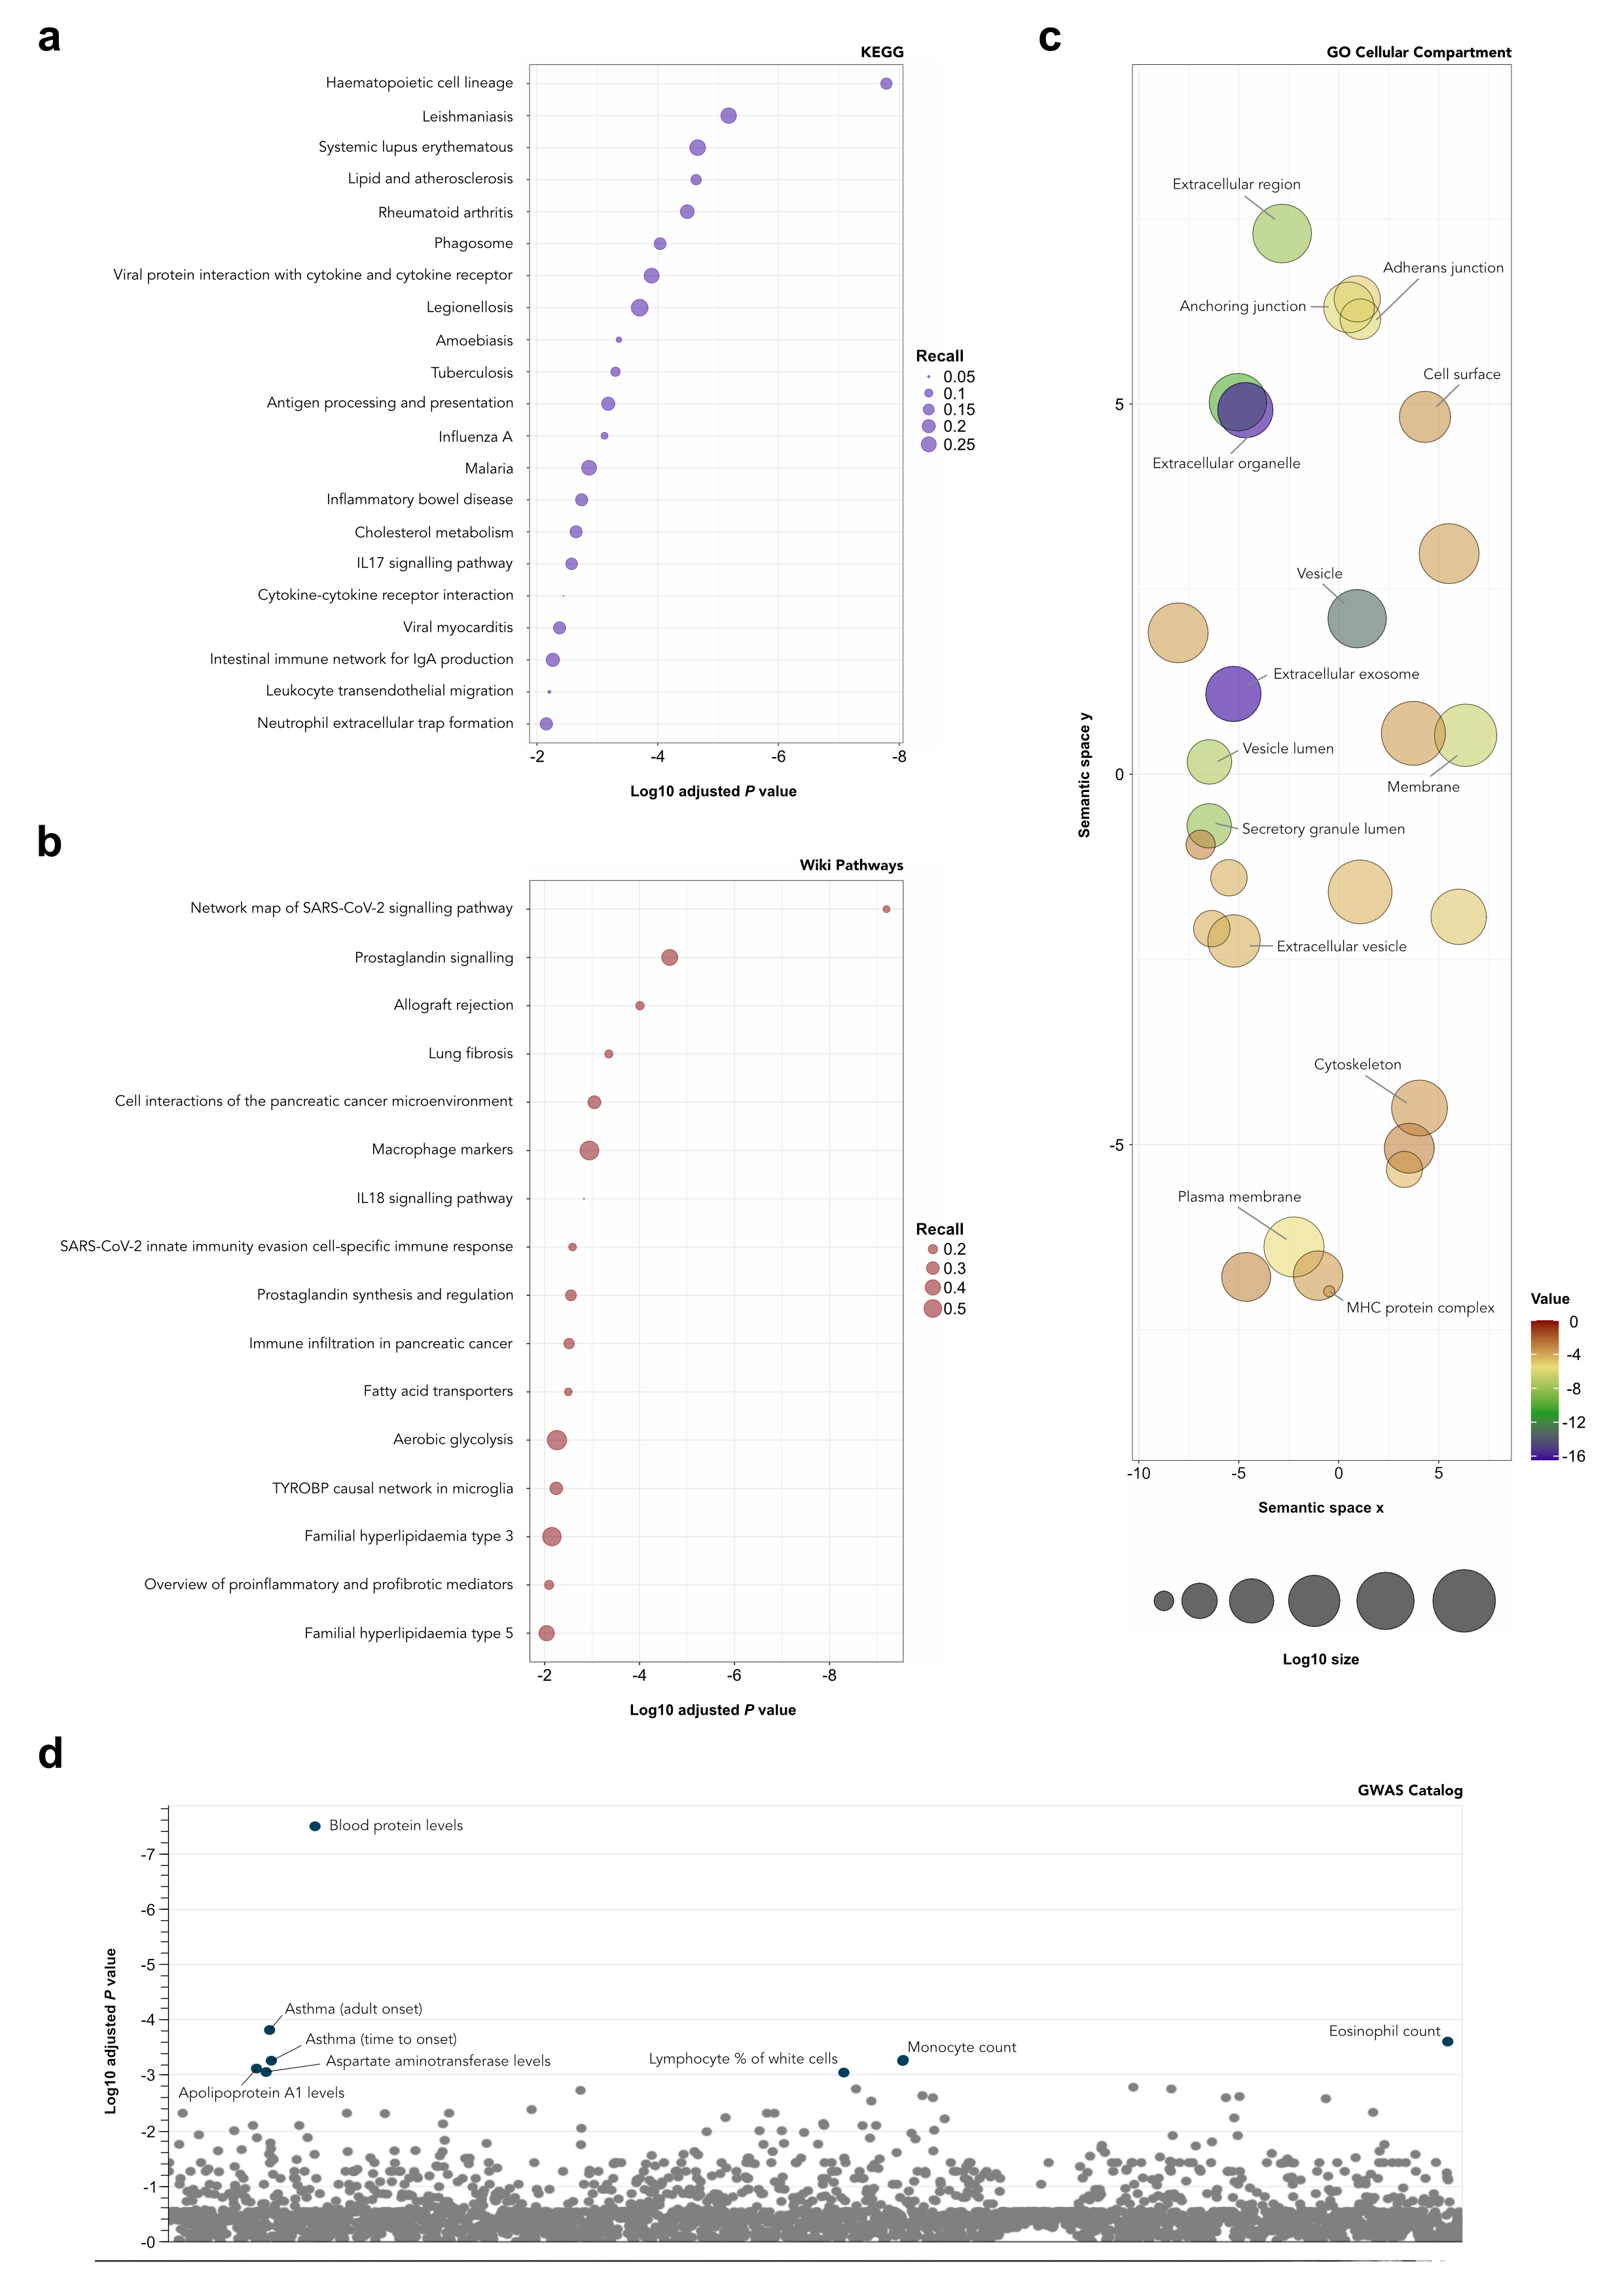 a
KEGG
Haematopoietic cell lineage
Leishmaniasis
Systemic lupus erythematous
Lipid and atherosclerosis
Rheumatoid arthritis
Phagosome
Viral protein interaction with cytokine and cytokine receptor
Legionellosis
Amoebiasis
Tuberculosis
Antigen processing and presentation
Influenza A
Malaria
Inflammatory bowel disease
Cholesterol metabolism
IL17 signalling pathway
Cytokine-cytokine receptor interaction
Viral myocarditis
Intestinal immune network for IgA production
Leukocyte transendothelial migration
Neutrophil extracellular trap formation
-2 -4 -6 -8
Log10 adjusted P value
Recall
0.05
0.1
0.15
0.2
0.25
b
Wiki Pathways
Network map of SARS-CoV-2 signalling pathway
Prostaglandin signalling
Allograft rejection
Lung fibrosis
Cell interactions of the pancreatic cancer microenvironment
Macrophage markers
IL18 signalling pathway
SARS-CoV-2 innate immunity evasion cell-specific immune response
Prostaglandin synthesis and regulation
Immune infiltration in pancreatic cancer
Fatty acid transporters
Aerobic glycolysis
TYROBP causal network in microglia
Familial hyperlipidaemia type 3
Overview of proinflammatory and profibrotic mediators
Familial hyperlipidaemia type 5
-2 -4 -6 -8
Log10 adjusted P value
Recall
0.2
0.3
0.4
0.5
c
GO Cellular Compartment
Extracellular region
Adherans junction
Anchoring junction
Cell surface
5
Extracellular organelle
Vesicle
Extracellular exosome
Vesicle lumen
0
Membrane
Secretory granule lumen
Extracellular vesicle
Cytoskeleton
-5
Plasma membrane
MHC protein complex
Semantic space y
-10 -5 0 5
Semantic space x
Value
0
-4
-8
-12
-16
Log10 size
d
GWAS Catalog
Blood protein levels
-7
-6
-5
-4
-3
-2
-1
-0
Log10 adjusted P value
Asthma (adult onset)
Asthma (time to onset)
Aspartate aminotransferase levels
Apolipoprotein A1 levels
Lymphocyte % of white cells
Monocyte count
Eosinophil count